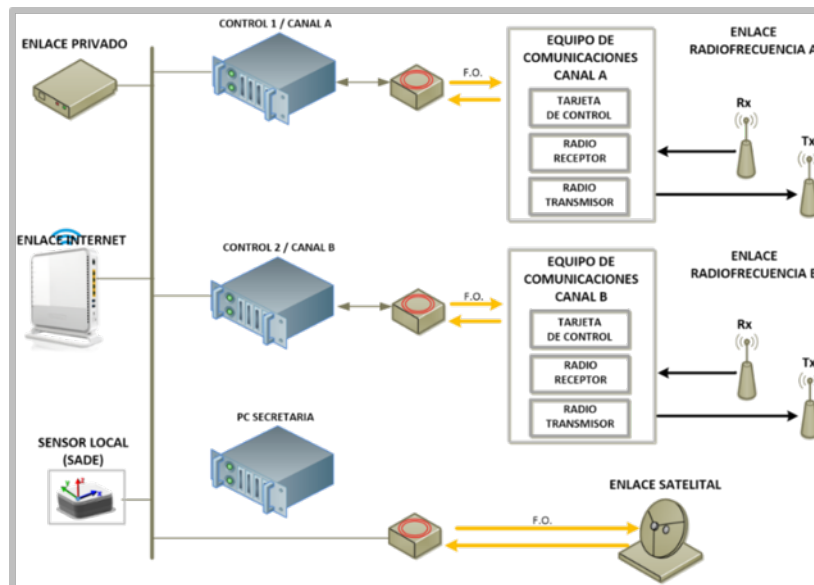 ENLACE PRIVADO
CONTROL 1 / CANAL A
EQUIPO DE
COMUNICACIONES
CANAL A
ENLACE
RADIOFRECUENCIA A
F.O.
TARJETA
DE CONTROL
RADIO
RECEPTOR
RADIO
TRANSMISOR
Rx
Tx
ENLACE INTERNET
CONTROL 2 / CANAL B
EQUIPO DE
COMUNICACIONES
CANAL B
ENLACE
RADIOFRECUENCIA B
F.O.
TARJETA
DE CONTROL
RADIO
RECEPTOR
RADIO
TRANSMISOR
Rx
Tx
PC SECRETARIA
SENSOR LOCAL
(SADE)
Z
Y
X
ENLACE SATELITAL
F.O.